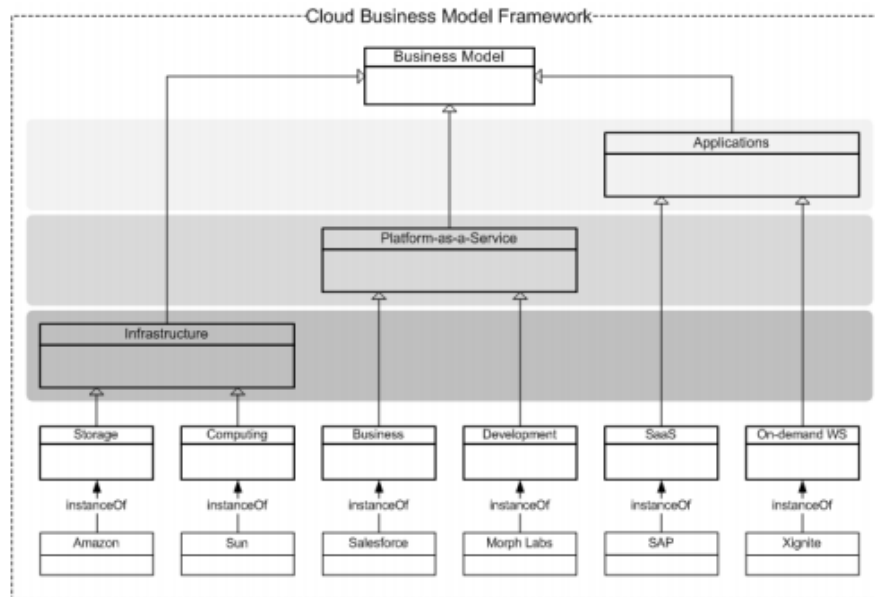 Cloud Business Model Framework
Business Model
Applications
Platform-as-a-Service
Infrastructure
Storage
Computing
Business
Development
SaaS
On-demand WS
instanceOf
instanceOf
instanceOf
instanceOf
instanceOf
instanceOf
Amazon
Sun
Salesforce
Morph Labs
SAP
Xignite